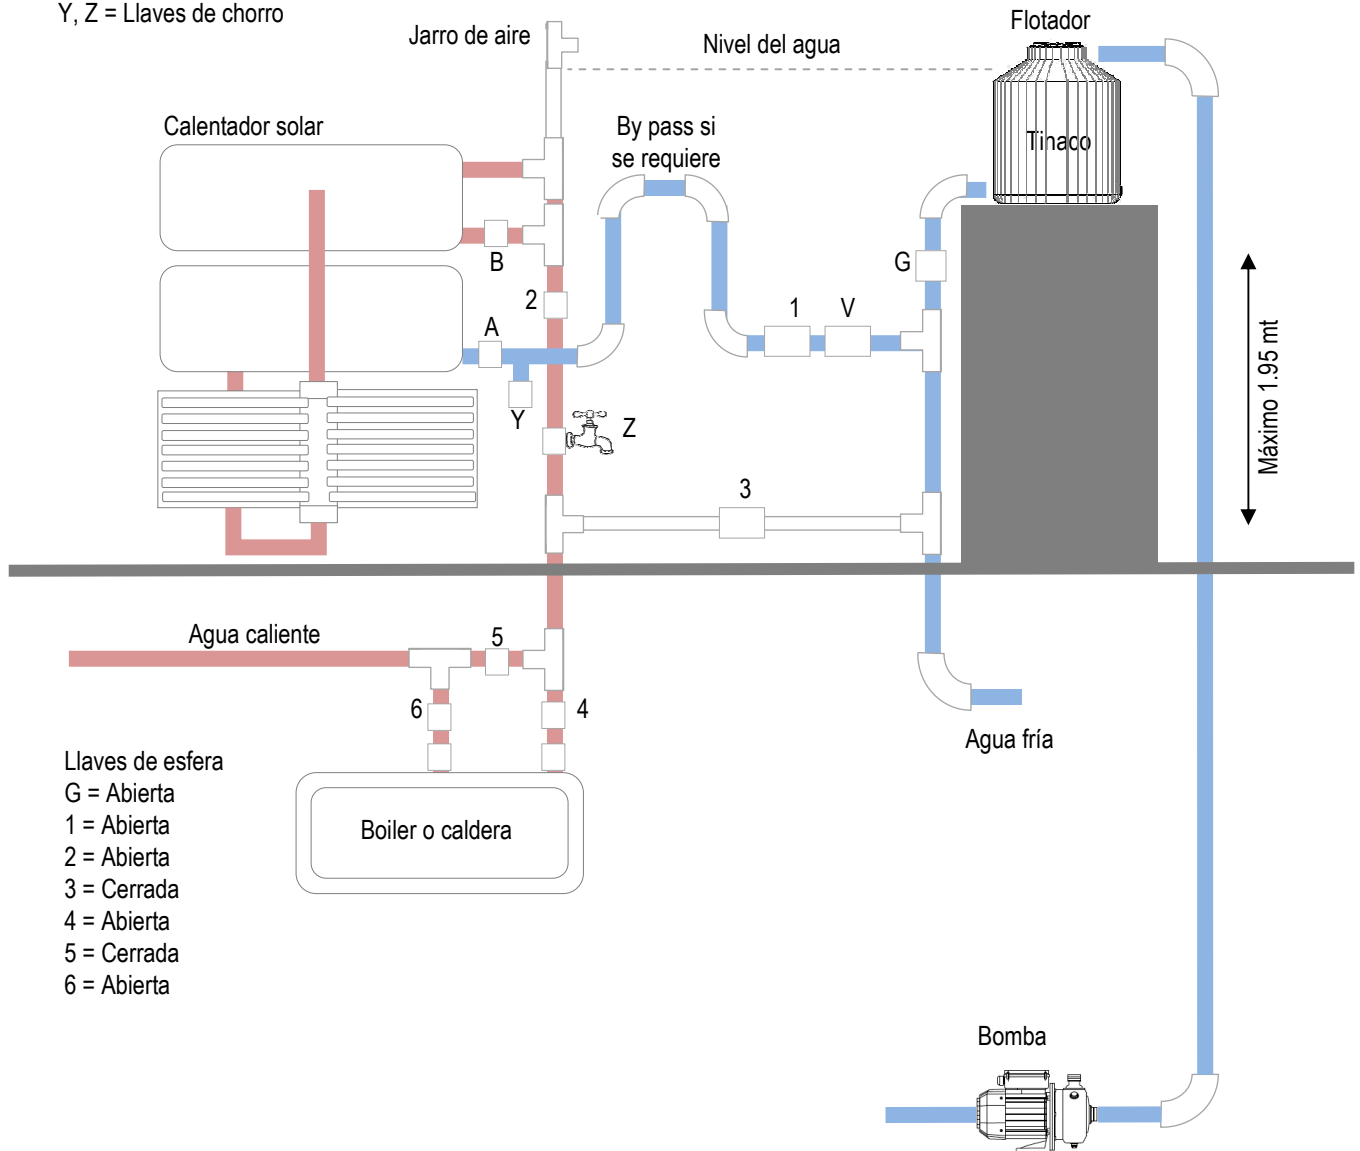 Y, Z = Llaves de chorro
Jarro de aire
Nivel del agua
Flotador
Calentador solar
By pass si
se requiere
Tinaco
B
G
2
A
1
V
Máximo 1.95 mt
Y
Z
3
Agua caliente
5
6
4
Agua fría
Llaves de esfera
G = Abierta
1 = Abierta
2 = Abierta
3 = Cerrada
4 = Abierta
5 = Cerrada
6 = Abierta
Boiler o caldera
Bomba